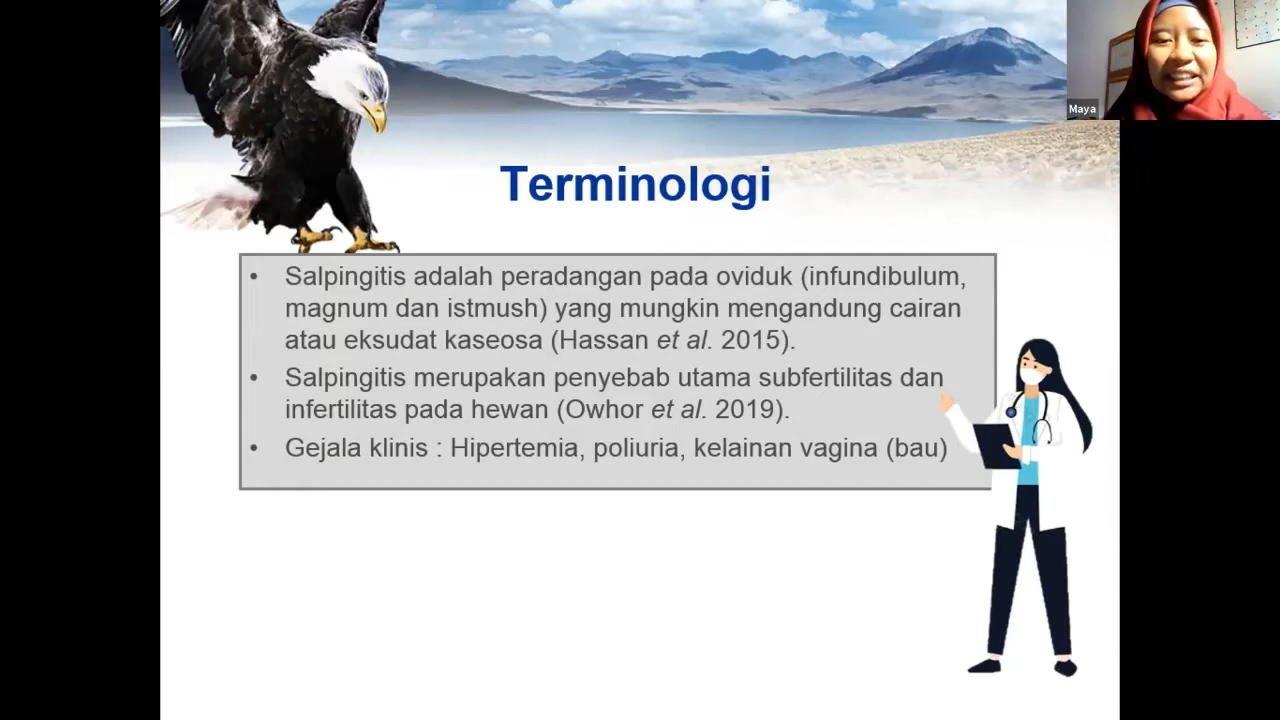 Maya
Terminologi
• Salpingitis adalah peradangan pada oviduk (infundibulum,
magnum dan istmush) yang mungkin mengandung cairan
atau eksudat kaseosa (Hassan et al. 2015).
• Salpingitis merupakan penyebab utama subfertilitas dan
infertilitas pada hewan (Owhor et al. 2019).
• Gejala klinis : Hipertemia, poliuria, kelainan vagina (bau)